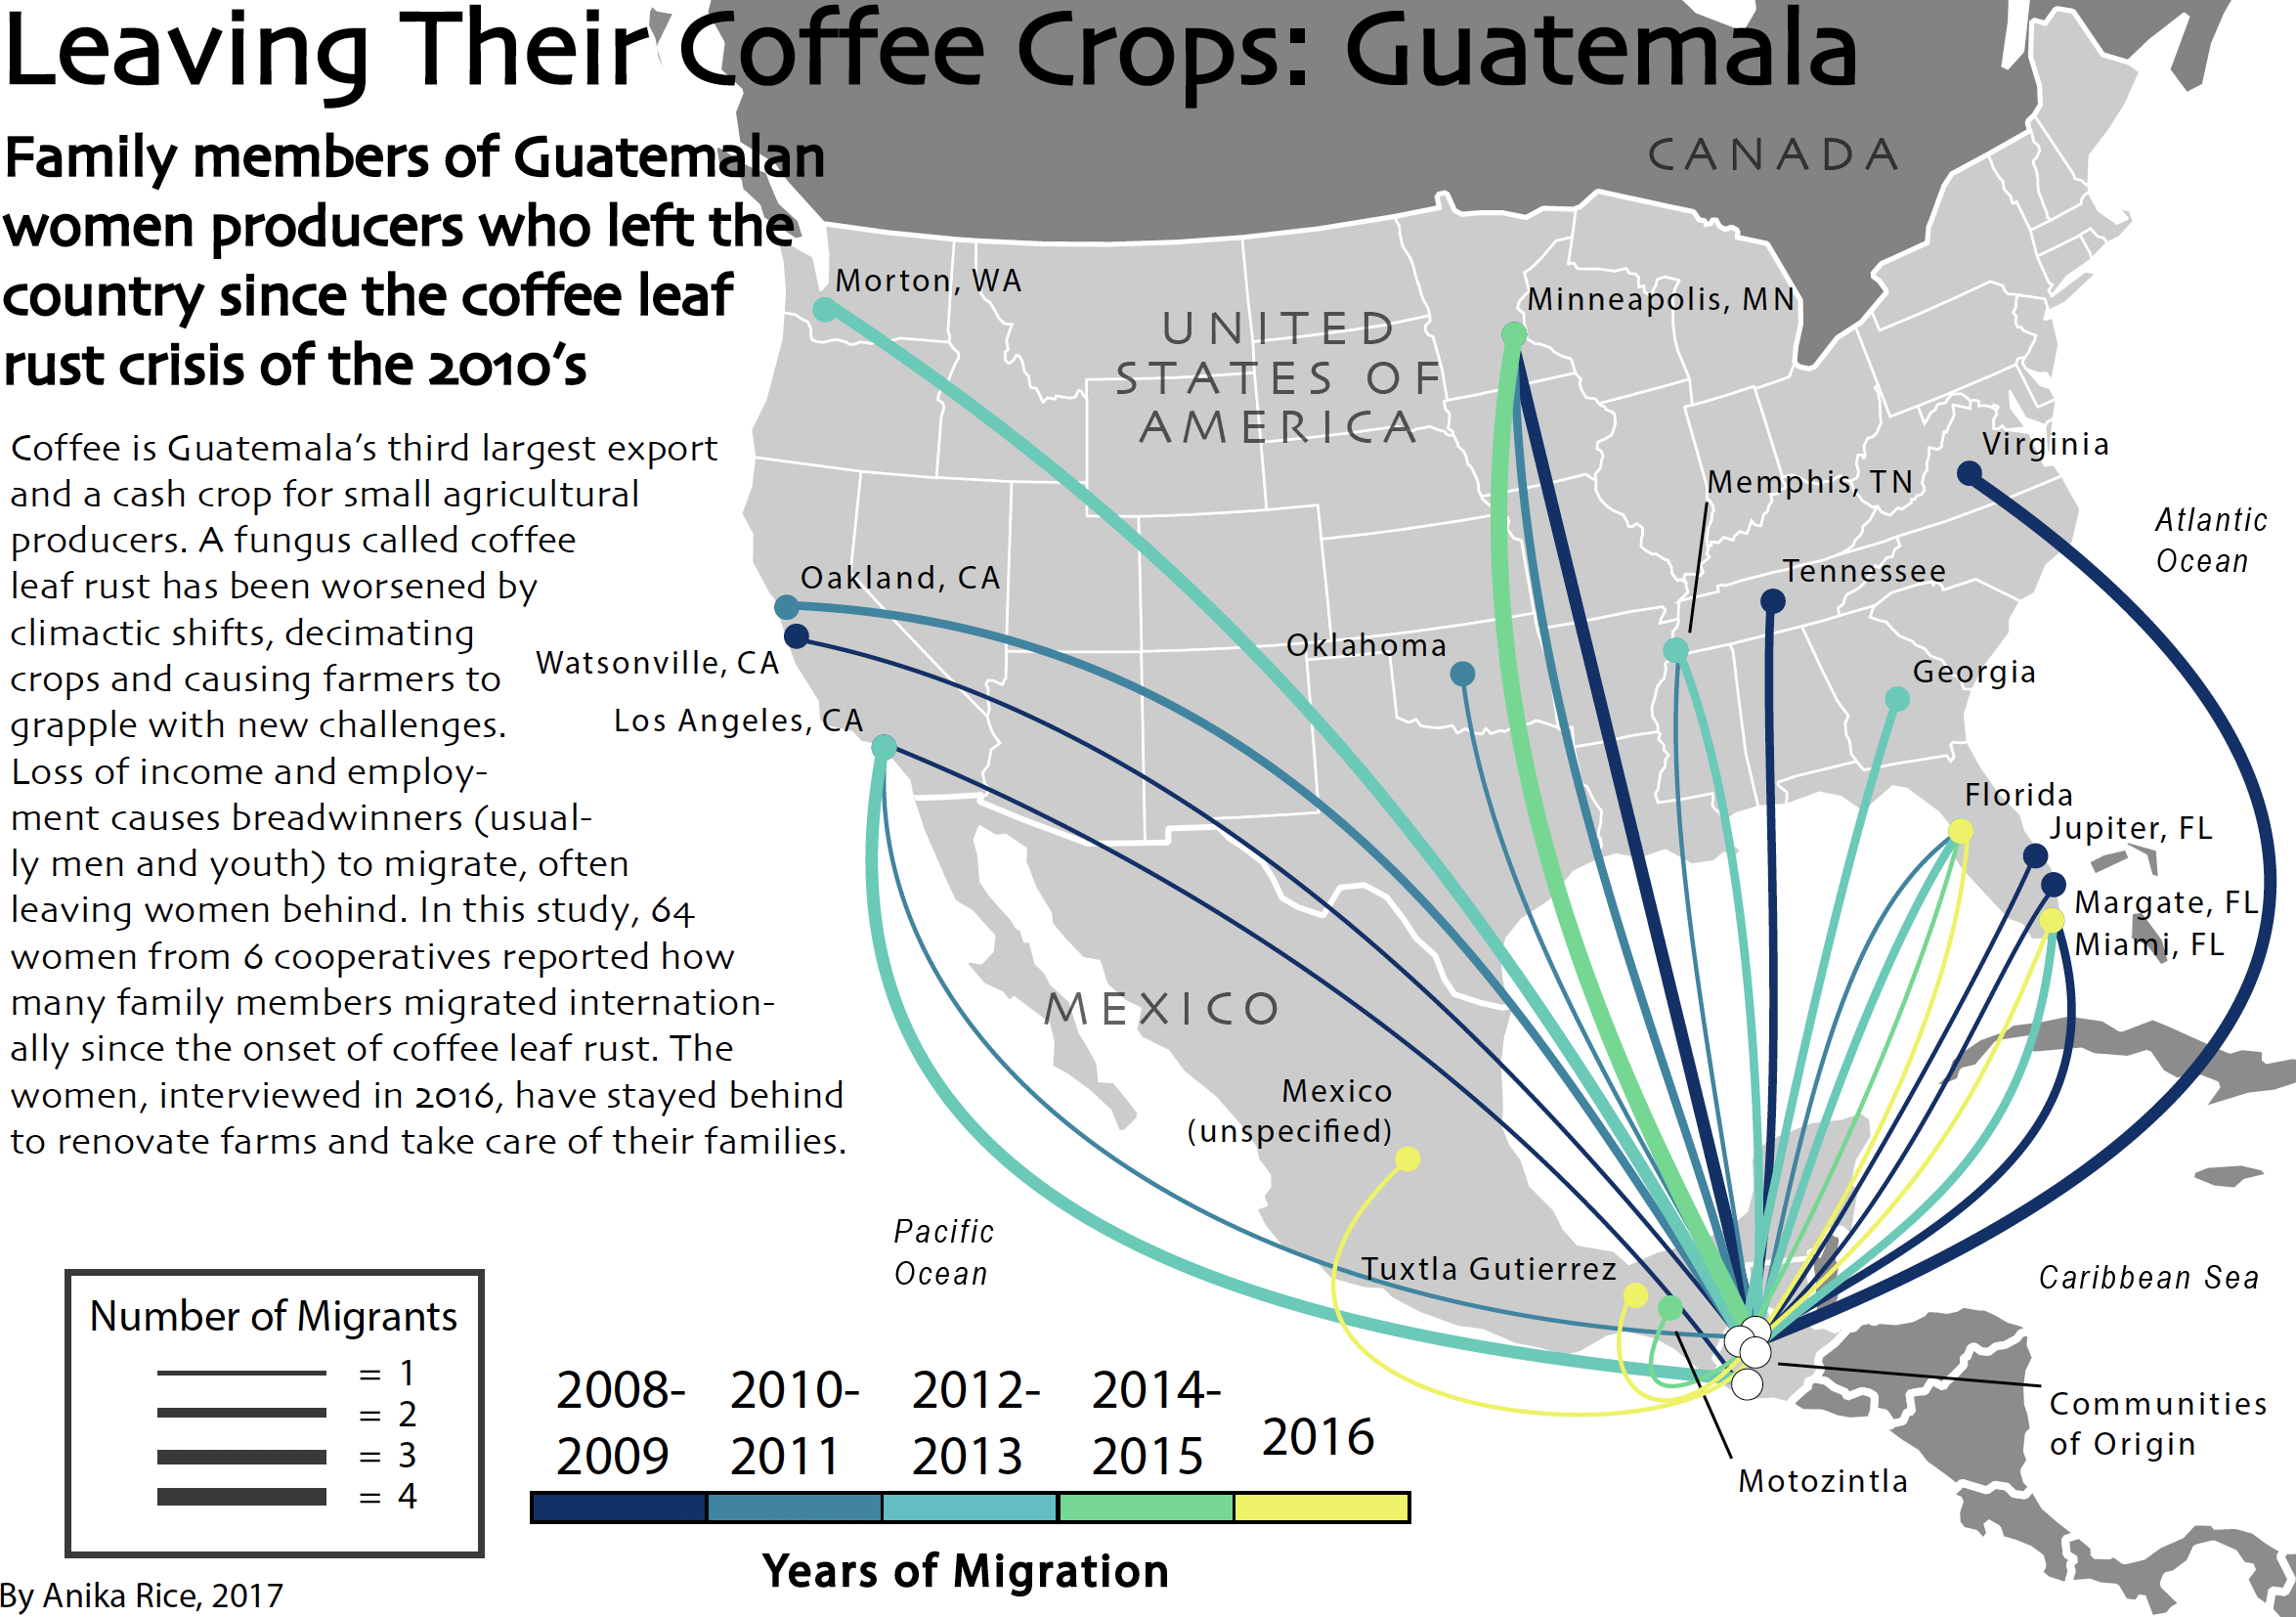 Leaving Their Coffee Crops: Guatemala
Family members of Guatemalan
women producers who left the
country since the coffee leaf
rust crisis of the 2010's
Coffee is Guatemala's third largest export
and a cash crop for small agricultural
producers. A fungus called coffee
leaf rust has been worsened by
climactic shifts, decimating
crops and causing farmers to
grapple with new challenges.
Loss of income and employ-
ment causes breadwinners (usual-
ly men and youth) to migrate, often
leaving women behind. In this study, 64
women from 6 cooperatives reported how
many family members migrated internation-
ally since the onset of coffee leaf rust. The
women, interviewed in 2016, have stayed behind
to renovate farms and take care of their families.
CANADA
Morton, WA
Minneapolis, MN
UNITED
STATES OF
AMERICA
Virginia
Memphis, TN
Atlantic
Ocean
Oakland, CA
Tennessee
Oklahoma
Watsonville, CA
Georgia
Los Angeles, CA
Florida
Jupiter, FL
Margate, FL
Miami, FL
MEXICO
Mexico
(unspecified)
Pacific
Ocean
Tuxtla Gutierrez
Caribbean Sea
Communities
of Origin
Motozintla
Number of Migrants
= 1
= 2
= 3
= 4
2008-
2009
2010-
2011
2012-
2013
2014-
2015
2016
Years of Migration
By Anika Rice, 2017